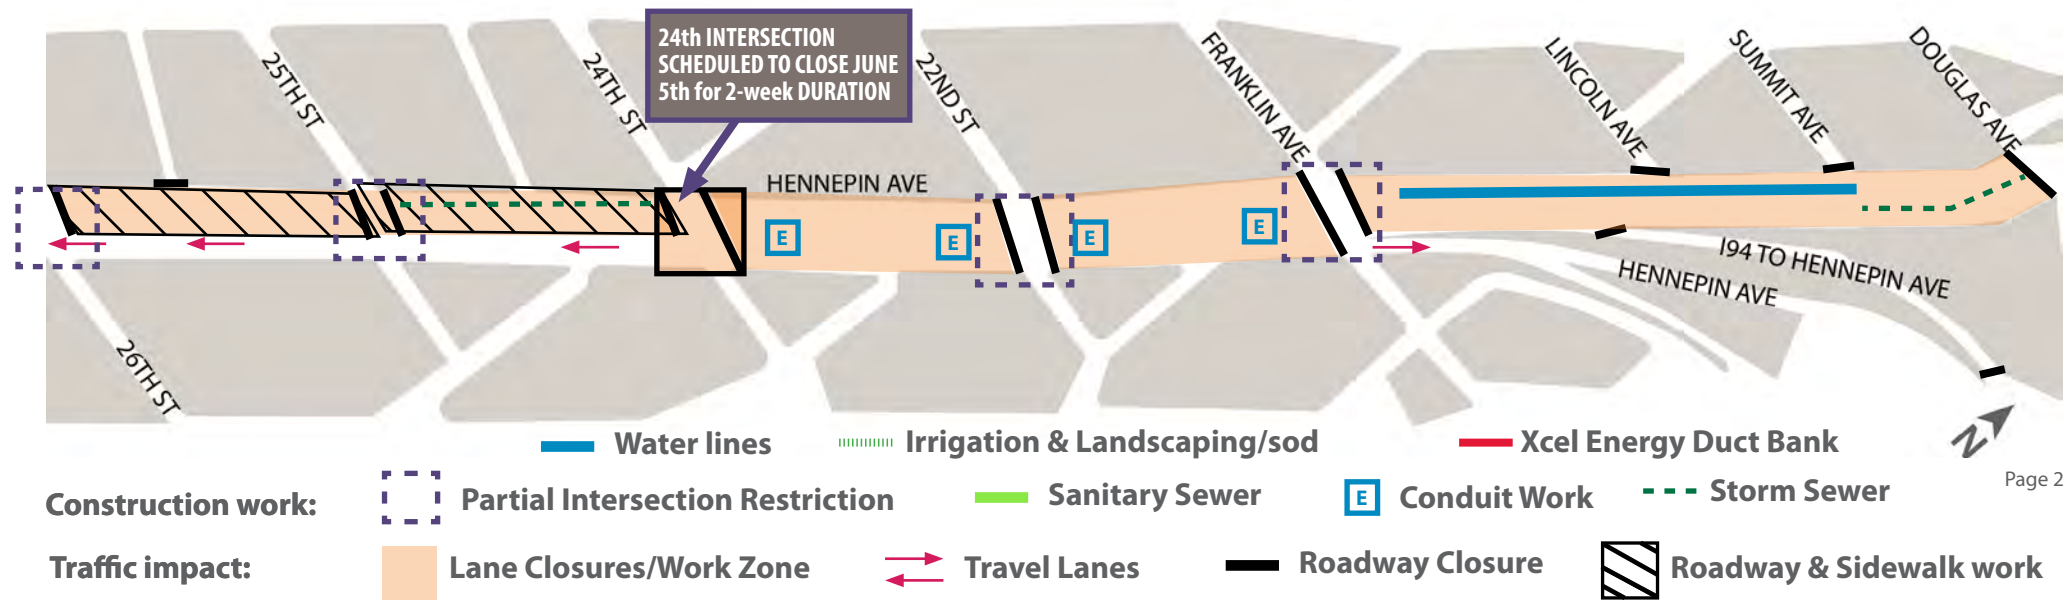 24th INTERSECTION
SCHEDULED TO CLOSE JUNE
5th for 2-week DURATION
25TH ST
24TH ST
22ND ST
FRANKLIN AVE
LINCOLN AVE
SUMMIT AVE
DOUGLAS AVE
HENNEPIN AVE
E
E
E
E
I94 TO HENNEPIN AVE
HENNEPIN AVE
26TH ST
N
Water lines
Irrigation & Landscaping/sod
Xcel Energy Duct Bank
Page 2
Construction work:
Partial Intersection Restriction
Sanitary Sewer
E
Conduit Work
Storm Sewer
Traffic impact:
Lane Closures/Work Zone
Travel Lanes
Roadway Closure
Roadway & Sidewalk work